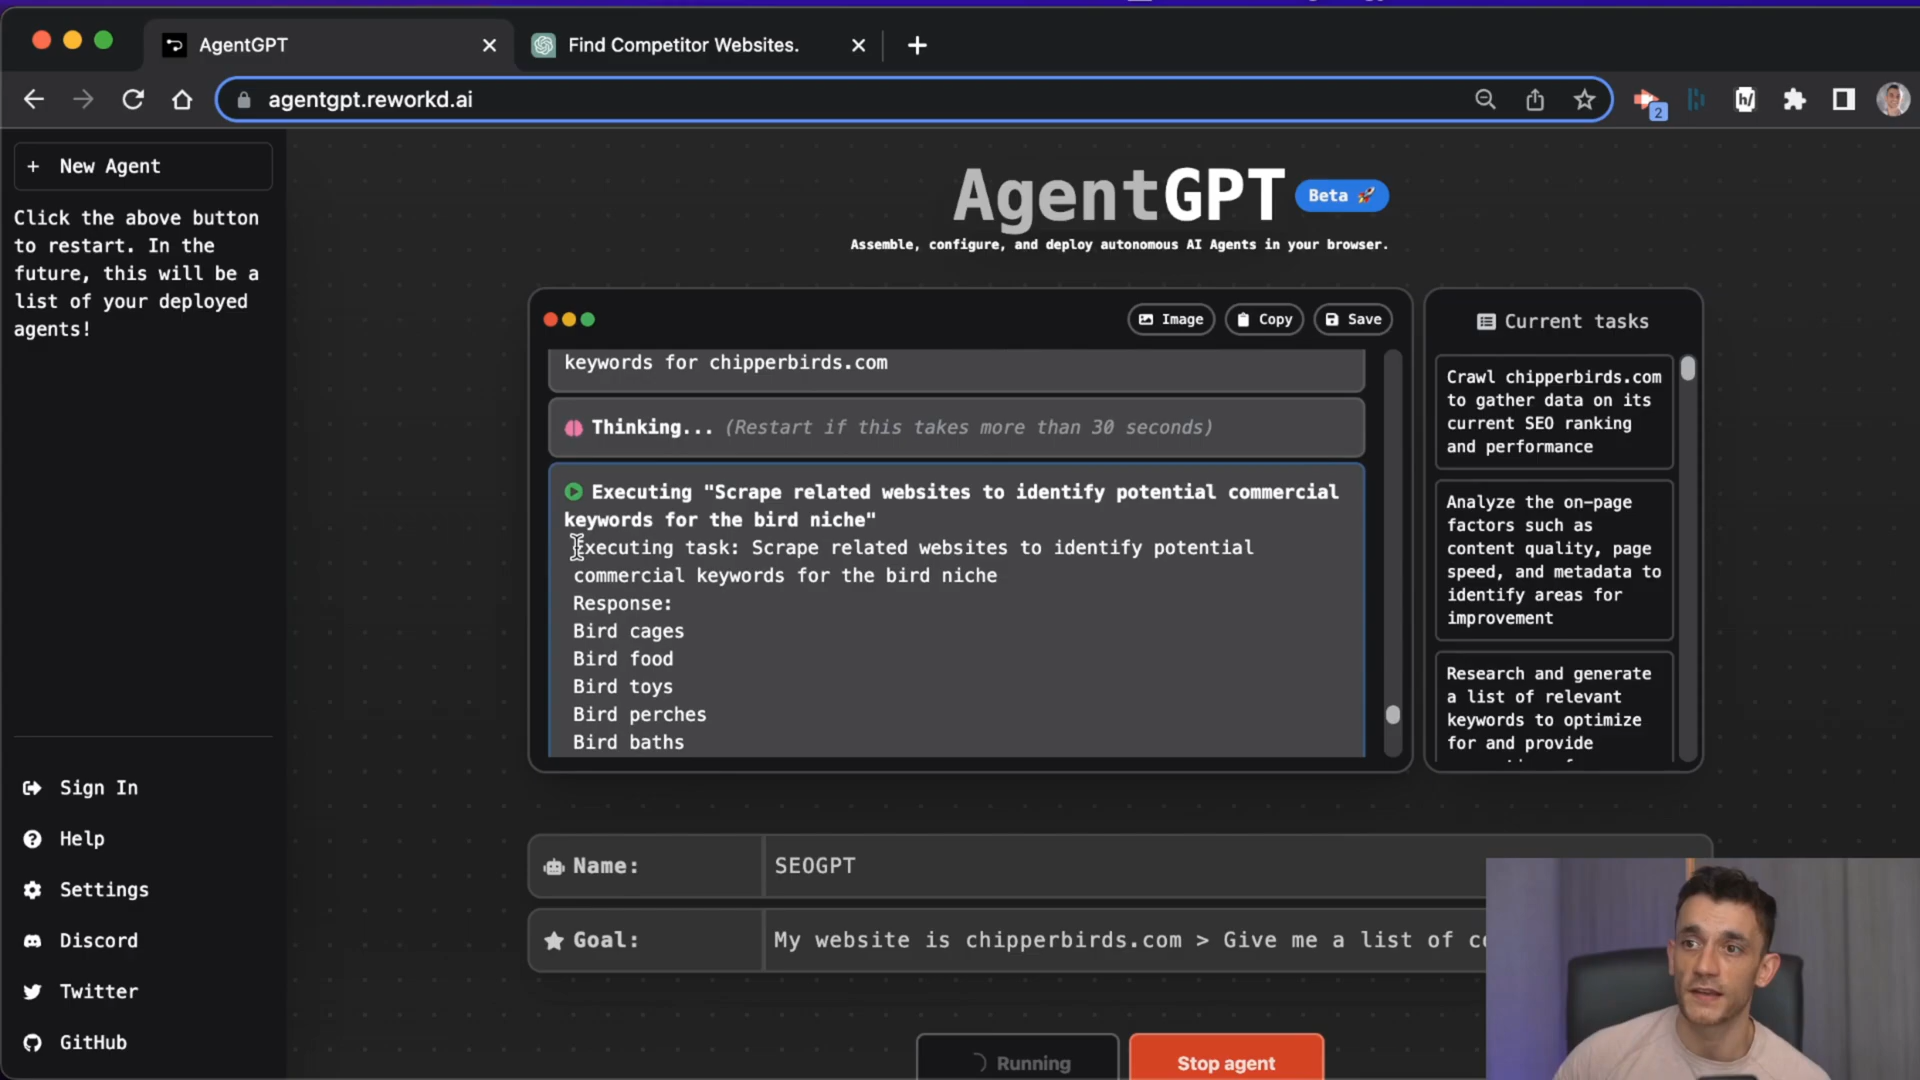 AgentGPT
Find Competitor Websites.
agentgpt.reworkd.ai
2
h/
+ New Agent
Click the above button
to restart. In the
future, this will be a
list of your deployed
agents!
Sign In
Help
Settings
Discord
Twitter
GitHub
AgentGPT
Beta 🚀
Assemble, configure, and deploy autonomous AI Agents in your browser.
Image
Copy
Save
keywords for chipperbirds.com
Thinking... (Restart if this takes more than 30 seconds)
Executing "Scrape related websites to identify potential commercial
keywords for the bird niche"
Executing task: Scrape related websites to identify potential
commercial keywords for the bird niche
Response:
Bird cages
Bird food
Bird toys
Bird perches
Bird baths
Current tasks
Crawl chipperbirds.com
to gather data on its
current SEO ranking
and performance
Analyze the on-page
factors such as
content quality, page
speed, and metadata to
identify areas for
improvement
Research and generate
a list of relevant
keywords to optimize
for and provide
Name:
SEOGPT
Goal:
My website is chipperbirds.com > Give me a list of
Running
Stop agent